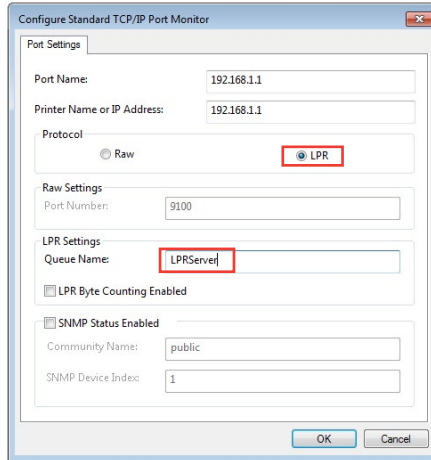 Configure Standard TCP/IP Port Monitor
Port Settings
Port Name: 192.168.1.1
Printer Name or IP Address: 192.168.1.1
Protocol
Raw LPR
Raw Settings
Port Number: 9100
LPR Settings
Queue Name: LPRServer
LPR Byte Counting Enabled
SNMP Status Enabled
Community Name: public
SNMP Device Index: 1
OK Cancel